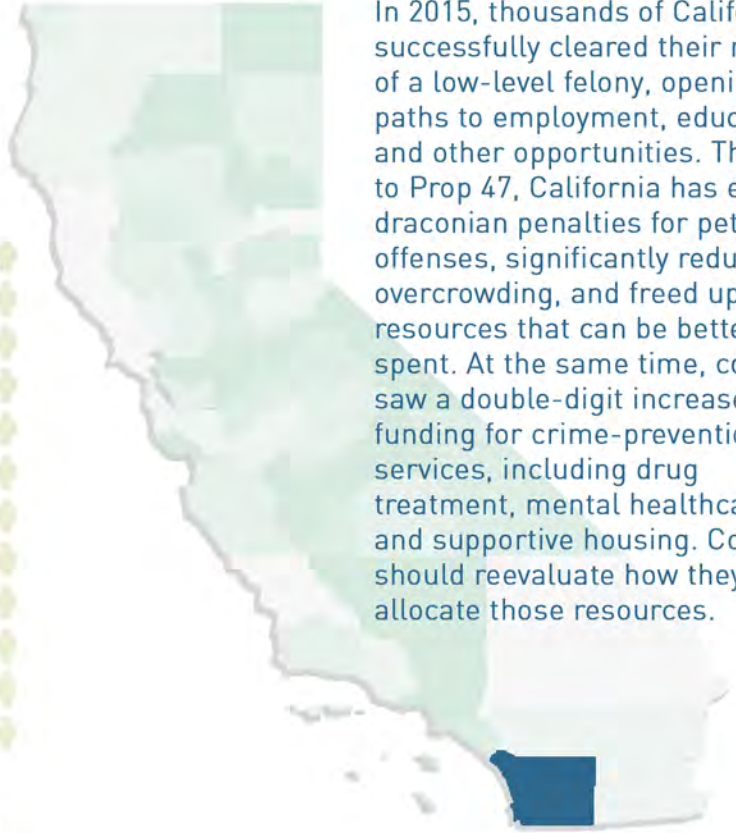 In 2015, thousands of Calif
successfully cleared their r
of a low-level felony, openi
paths to employment, educ
and other opportunities. Th
to Prop 47, California has e
draconian penalties for pet
offenses, significantly redu
overcrowding, and freed up
resources that can be bette
spent. At the same time, co
saw a double-digit increase
funding for crime-preventio
services, including drug
treatment, mental healthca
and supportive housing. Co
should reevaluate how they
allocate those resources.